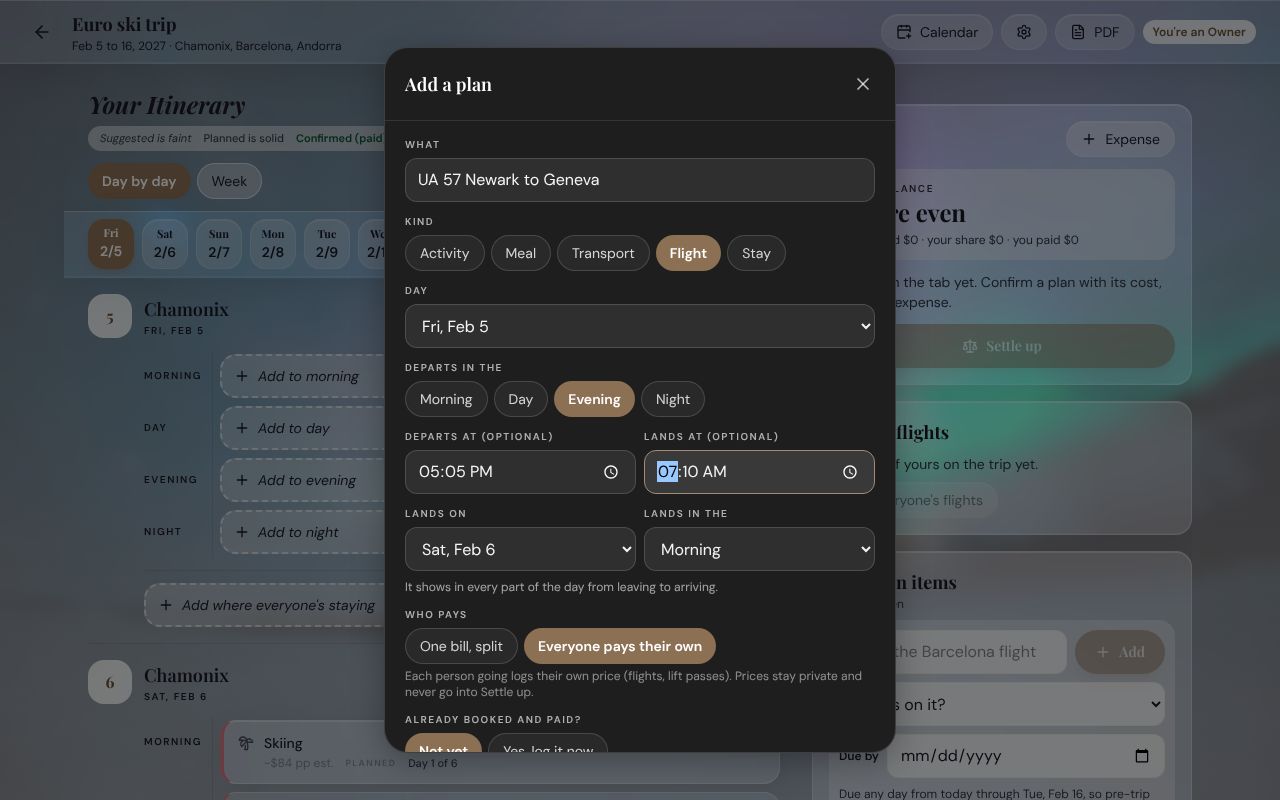 Euro ski trip
Feb 5 to 16, 2027 · Chamonix, Barcelona, Andorra
Calendar
PDF
You're an Owner
Your Itinerary
Suggested is faint Planned is solid Confirmed (paid
Day by day
Week
Fri 2/5
Sat 2/6
Sun 2/7
Mon 2/8
Tue 2/9
5
Chamonix
FRI, FEB 5
MORNING
+ Add to morning
DAY
+ Add to day
EVENING
+ Add to evening
NIGHT
+ Add to night
+ Add where everyone's staying
6
Chamonix
SAT, FEB 6
MORNING
Skiing
~$84 pp est. PLANNED Day 1 of 6
Add a plan
WHAT
UA 57 Newark to Geneva
KIND
Activity
Meal
Transport
Flight
Stay
DAY
Fri, Feb 5
DEPARTS IN THE
Morning
Day
Evening
Night
DEPARTS AT (OPTIONAL)
LANDS AT (OPTIONAL)
05:05 PM
07:10 AM
LANDS ON
LANDS IN THE
Sat, Feb 6
Morning
It shows in every part of the day from leaving to arriving.
WHO PAYS
One bill, split
Everyone pays their own
Each person going logs their own price (flights, lift passes). Prices stay private and
never go into Settle up.
ALREADY BOOKED AND PAID?
Not yet
Yes, log it now
+ Expense
even
$0 · your share $0 · you paid $0
the tab yet. Confirm a plan with its cost,
expense.
Settle up
flights
yours on the trip yet.
flights
items
the Barcelona flight
+ Add
on it?
Due by
mm/dd/yyyy
Due any day from today through Tue, Feb 16, so pre-trip